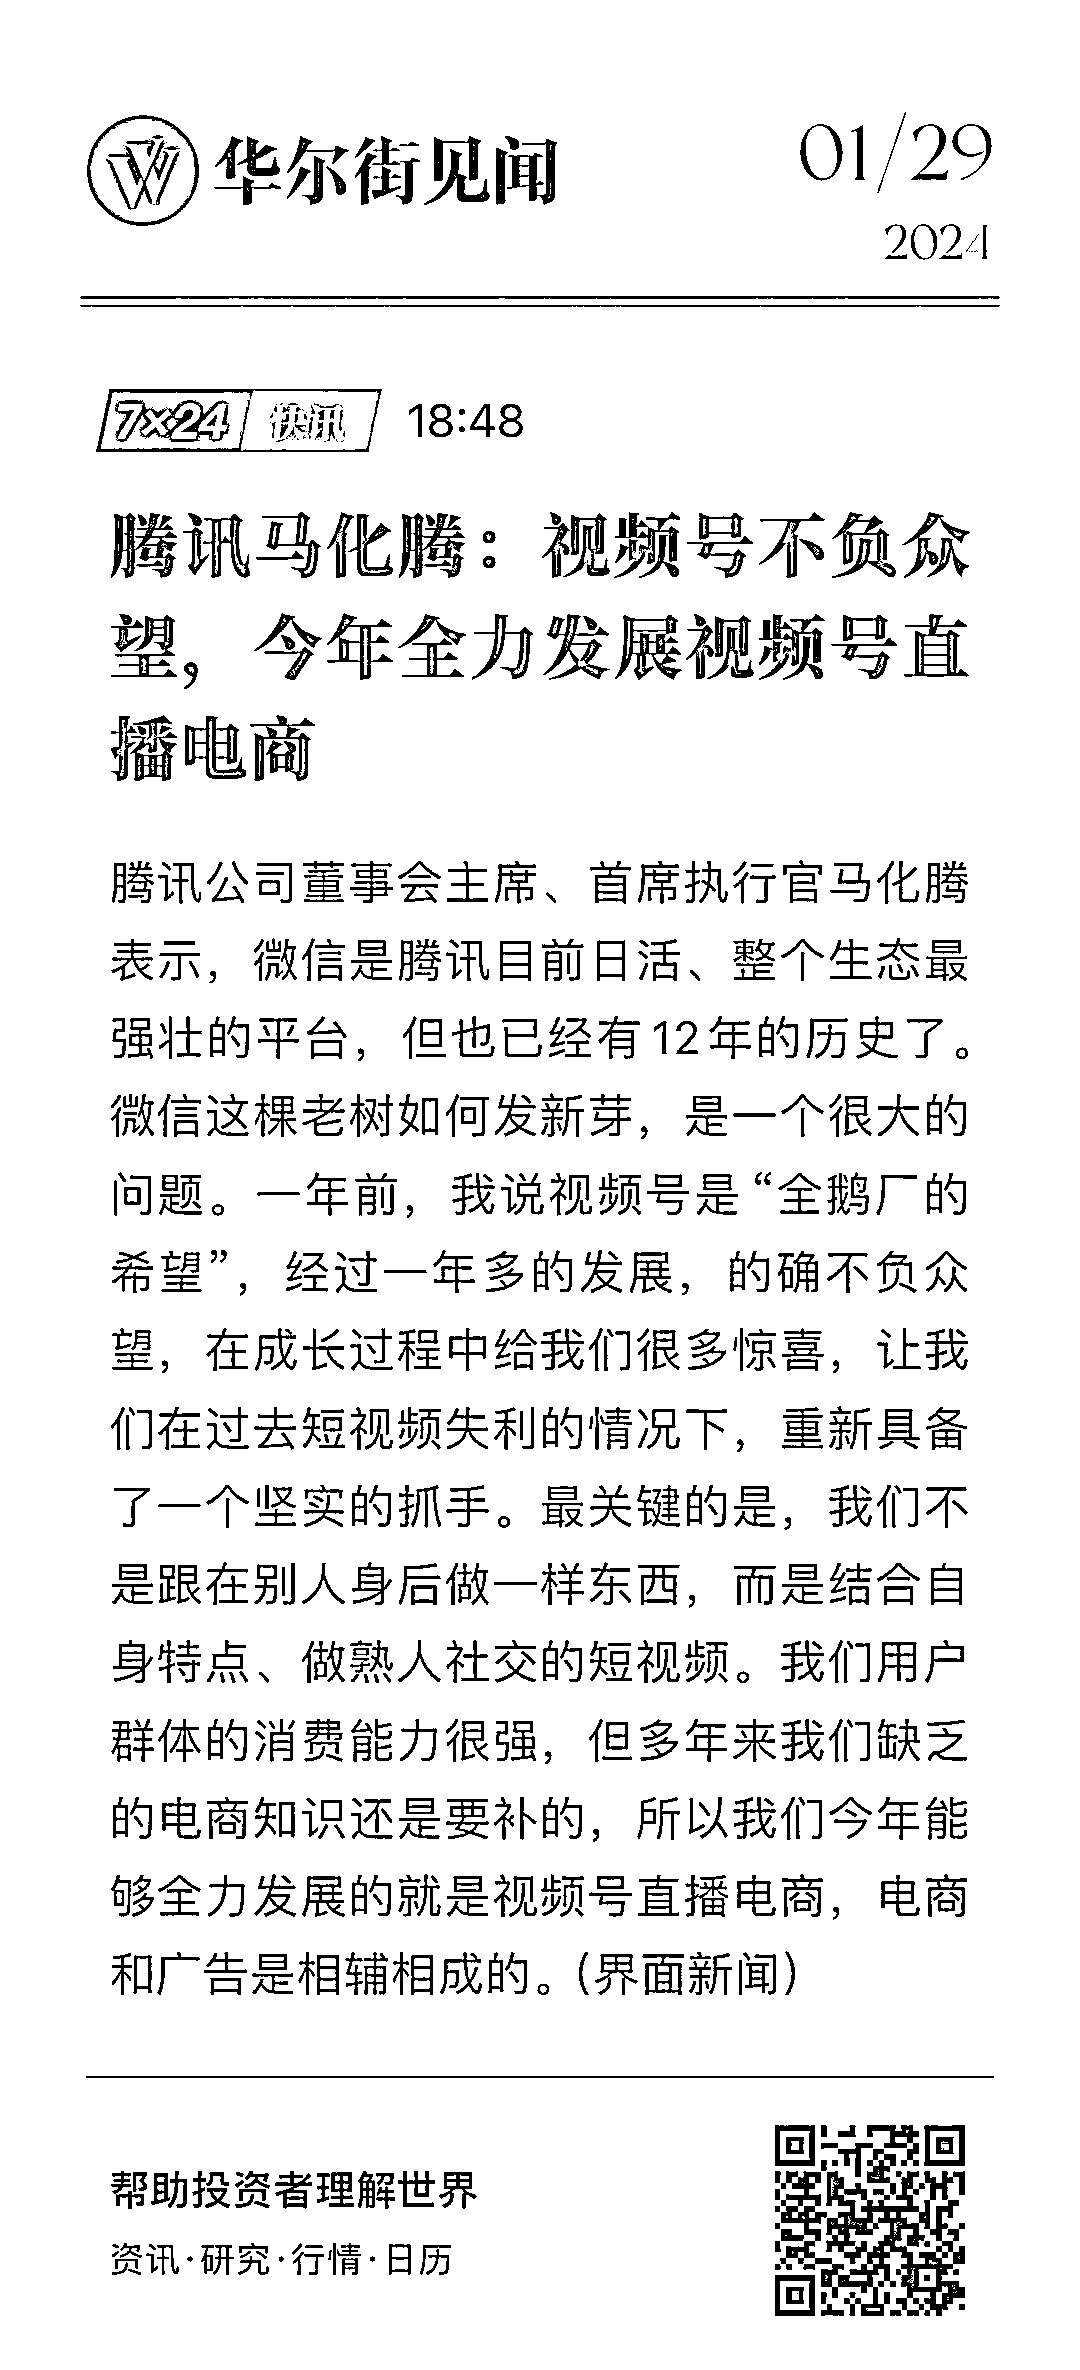 华尔街见闻
01/29
2024
7×24 快讯 18:48
腾讯马化腾：视频号不负众
望，今年全力发展视频号直
播电商
腾讯公司董事会主席、首席执行官马化腾
表示，微信是腾讯目前日活、整个生态最
强壮的平台，但也已经有12年的历史了。
微信这棵老树如何发新芽，是一个很大的
问题。一年前，我说视频号是“全鹅厂的
希望”，经过一年多的发展，的确不负众
望，在成长过程中给我们很多惊喜，让我
们在过去短视频失利的情况下，重新具备
了一个坚实的抓手。最关键的是，我们不
是跟在别人身后做一样东西，而是结合自
身特点、做熟人社交的短视频。我们用户
群体的消费能力很强，但多年来我们缺乏
的电商知识还是要补的，所以我们今年能
够全力发展的就是视频号直播电商，电商
和广告是相辅相成的。（界面新闻）
帮助投资者理解世界
资讯·研究·行情·日历